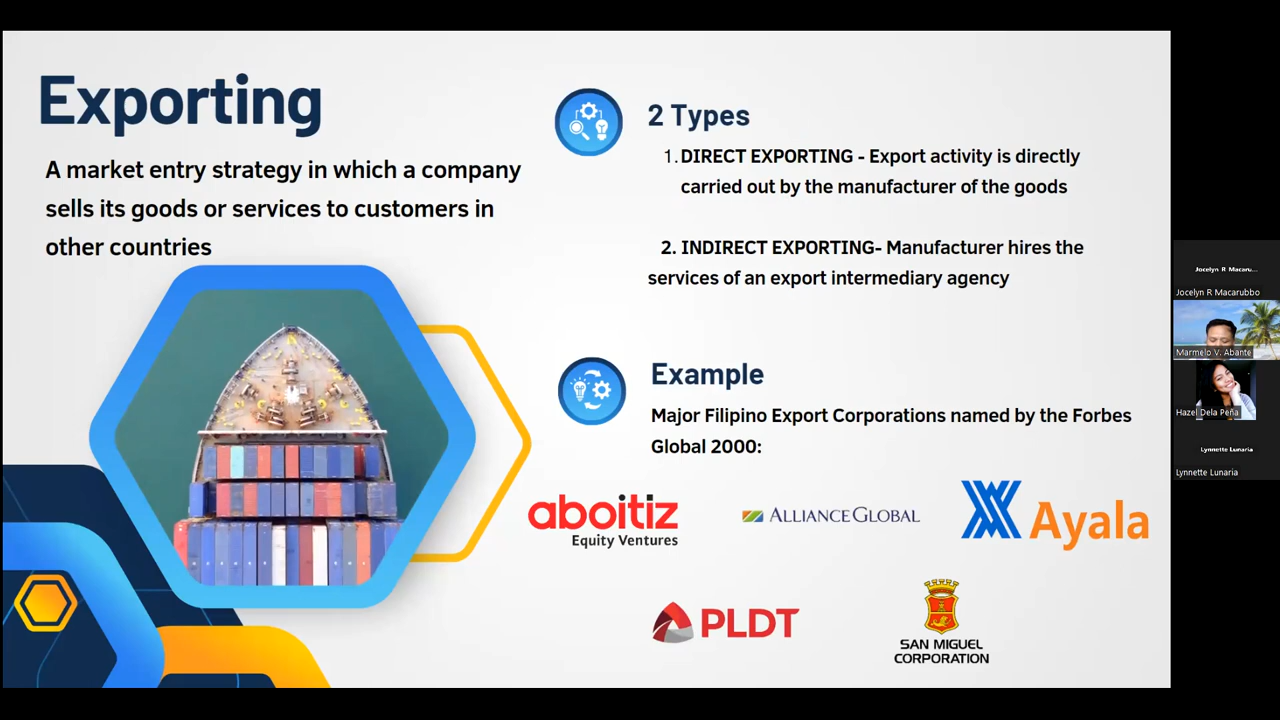 Exporting
A market entry strategy in which a company
sells its goods or services to customers in
other countries
2 Types
1. DIRECT EXPORTING - Export activity is directly
carried out by the manufacturer of the goods
2. INDIRECT EXPORTING- Manufacturer hires the
services of an export intermediary agency
Example
Major Filipino Export Corporations named by the Forbes
Global 2000:
aboitiz
Equity Ventures
ALLIANCE GLOBAL
Ayala
PLDT
SAN MIGUEL
CORPORATION
Jocelyn R Macaru...
Jocelyn R Macarubbo
Marmelo V. Abante
Hazel Dela Peña
Lynnette Lunaria
Lynnette Lunaria